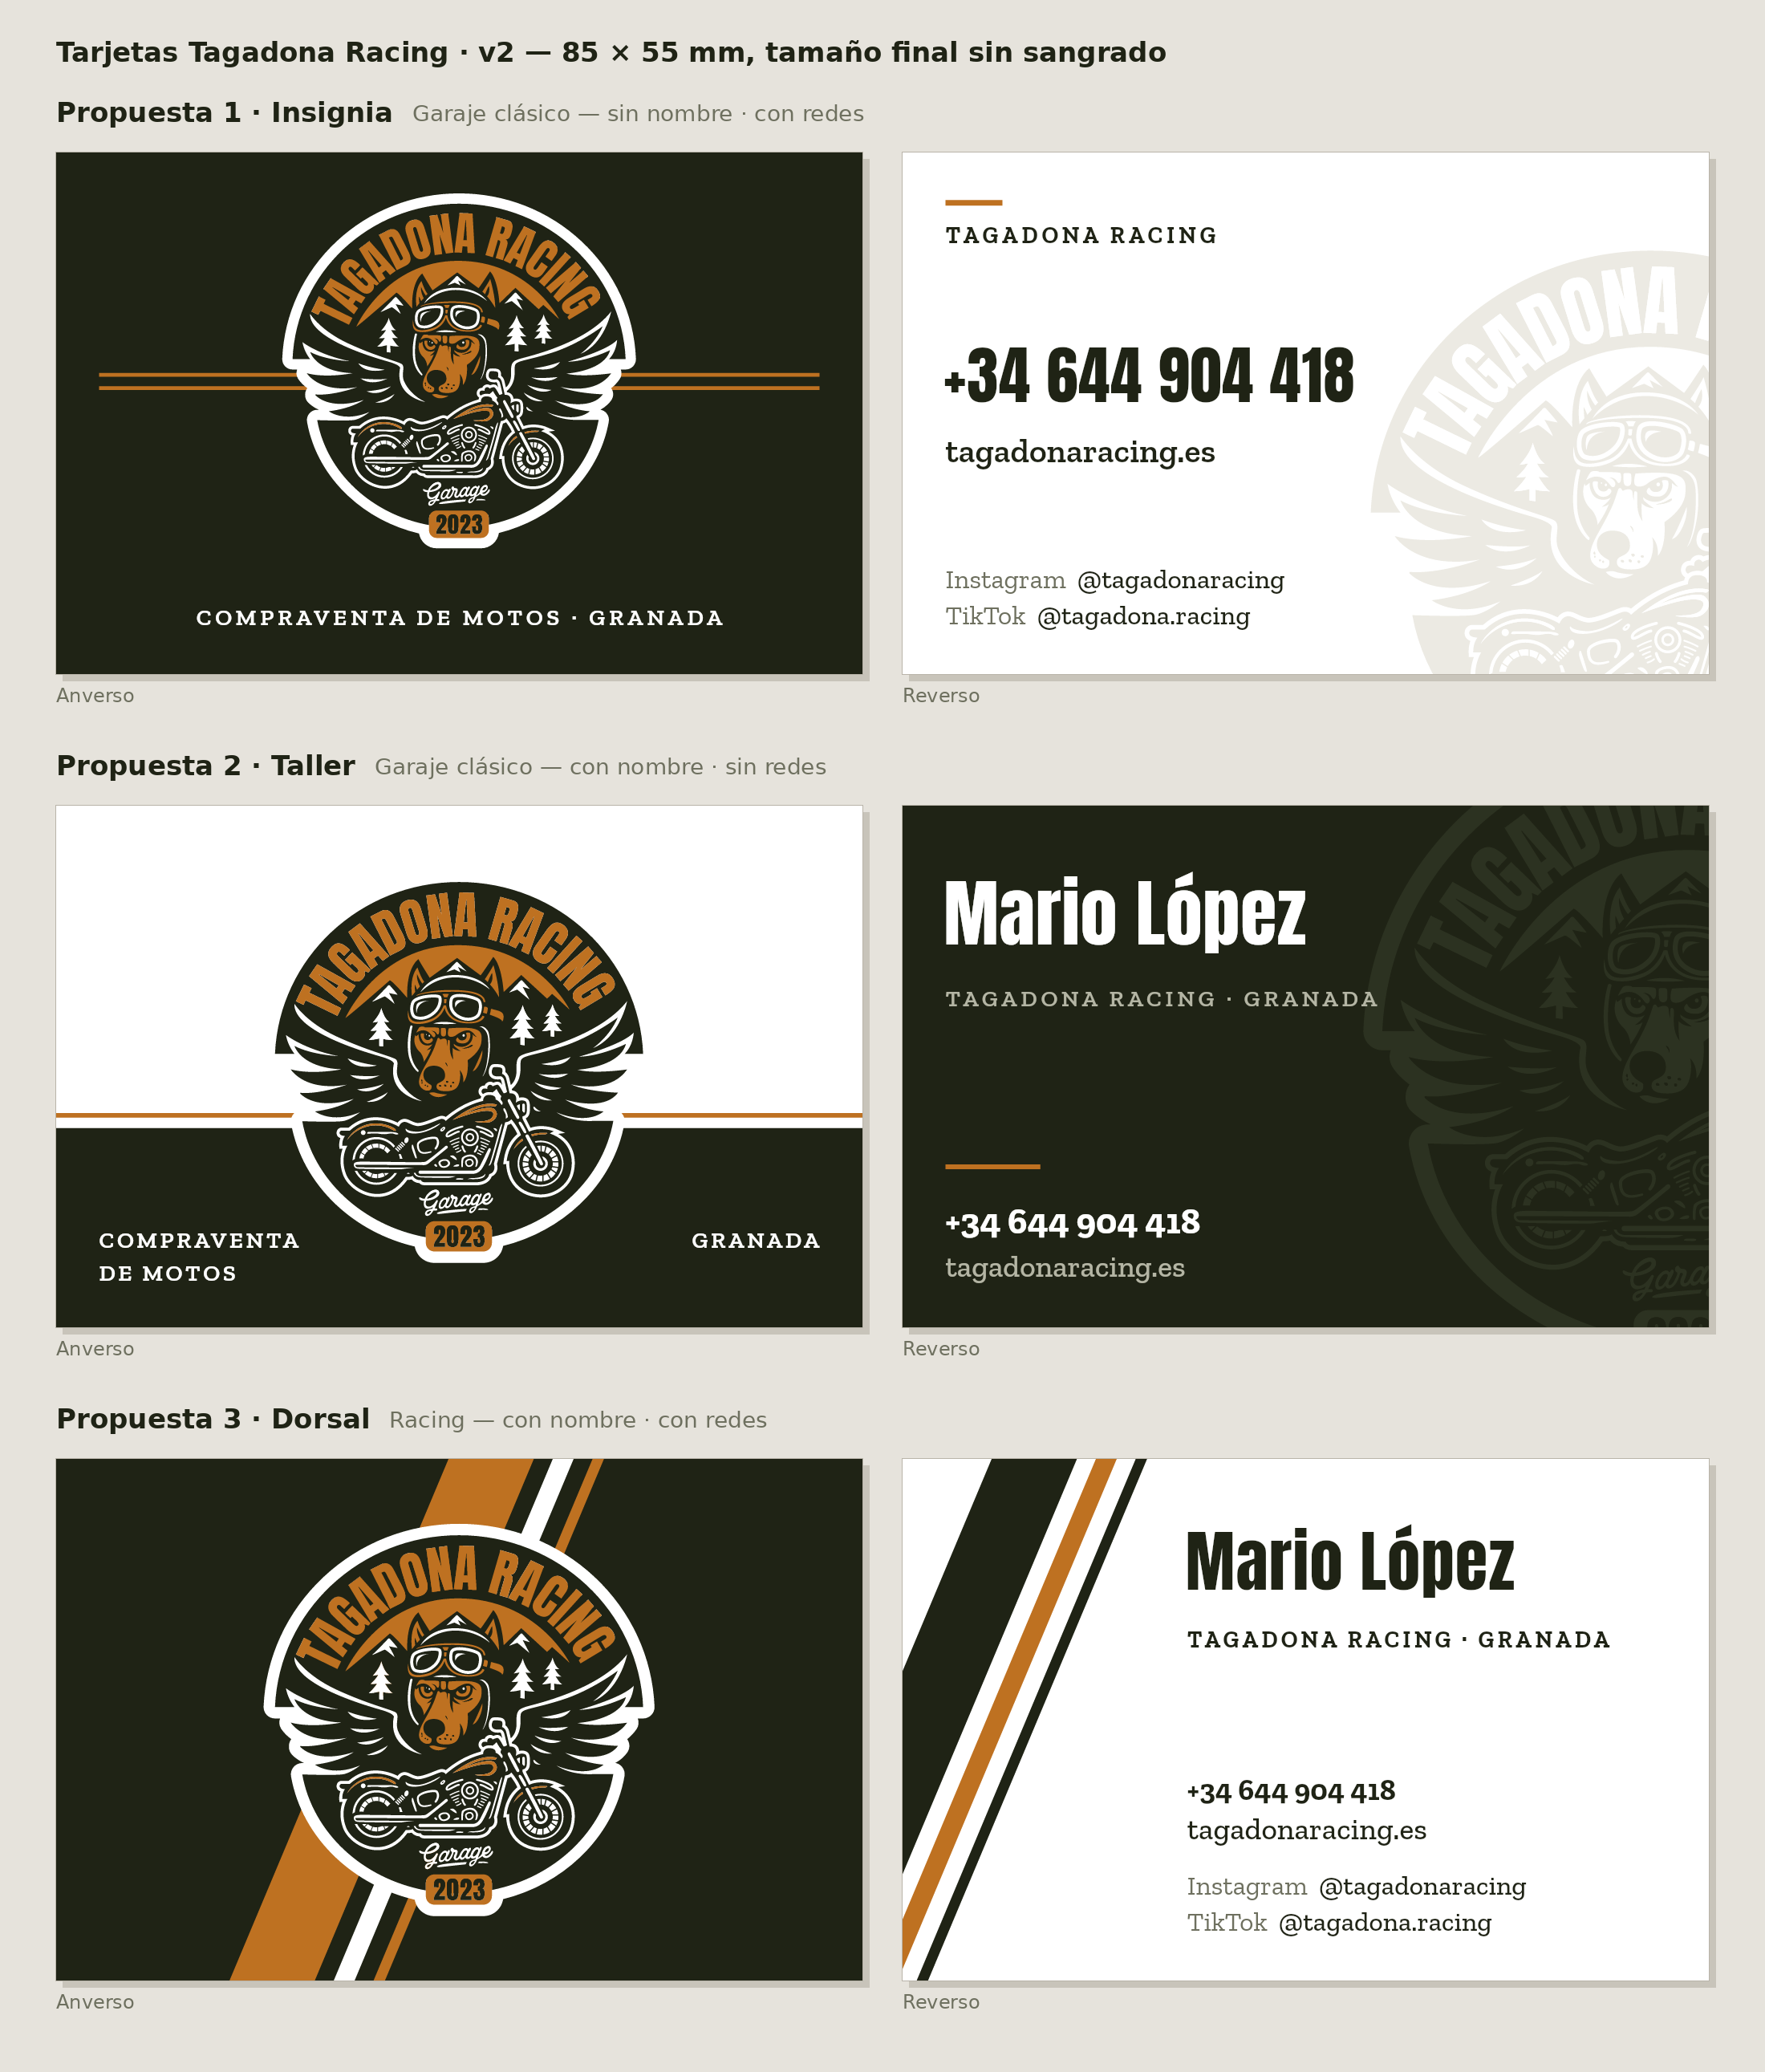 Tarjetas Tagadona Racing · v2 — 85 × 55 mm, tamaño final sin sangrado
Propuesta 1 · Insignia Garaje clásico — sin nombre · con redes
TAGADONA RACING
Garage
2023
COMPRAVENTA DE MOTOS · GRANADA
TAGADONA RACING
+34 644 904 418
tagadonaracing.es
Instagram @tagadonaracing
TikTok @tagadona.racing
TAGADONA R
Anverso
Reverso
Propuesta 2 · Taller Garaje clásico — con nombre · sin redes
TAGADONA RACING
Garage
2023
COMPRAVENTA
DE MOTOS
GRANADA
Mario López
TAGADONA RACING · GRANADA
+34 644 904 418
tagadonaracing.es
TAGADONA
Gara
Anverso
Reverso
Propuesta 3 · Dorsal Racing — con nombre · con redes
TAGADONA RACING
Garage
2023
Mario López
TAGADONA RACING · GRANADA
+34 644 904 418
tagadonaracing.es
Instagram @tagadonaracing
TikTok @tagadona.racing
Anverso
Reverso